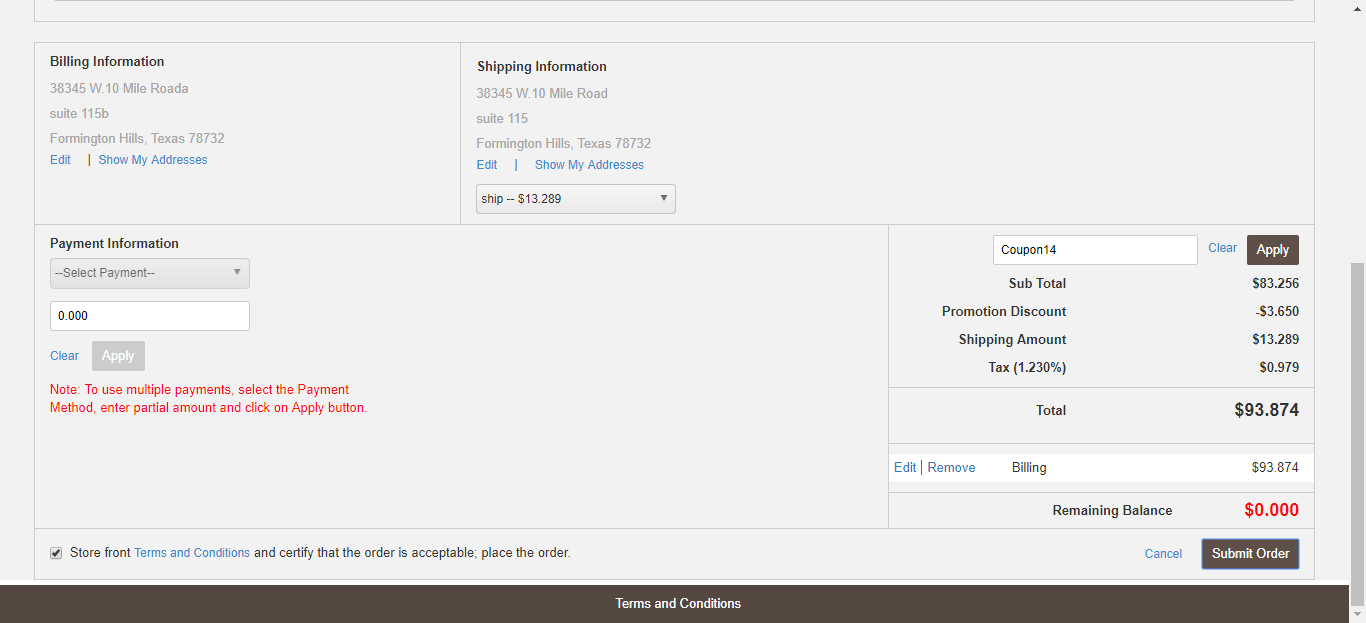 Billing Information
38345 W.10 Mile Roada
suite 115b
Formington Hills, Texas 78732
Edit | Show My Addresses
Shipping Information
38345 W.10 Mile Road
suite 115
Formington Hills, Texas 78732
Edit | Show My Addresses
ship -- $13.289
Payment Information
--Select Payment--
0.000
Clear Apply
Note: To use multiple payments, select the Payment
Method, enter partial amount and click on Apply button.
Coupon14 Clear Apply
Sub Total $83.256
Promotion Discount -$3.650
Shipping Amount $13.289
Tax (1.230%) $0.979
Total $93.874
Edit | Remove Billing $93.874
Remaining Balance $0.000
Store front Terms and Conditions and certify that the order is acceptable; place the order.
Cancel Submit Order
Terms and Conditions